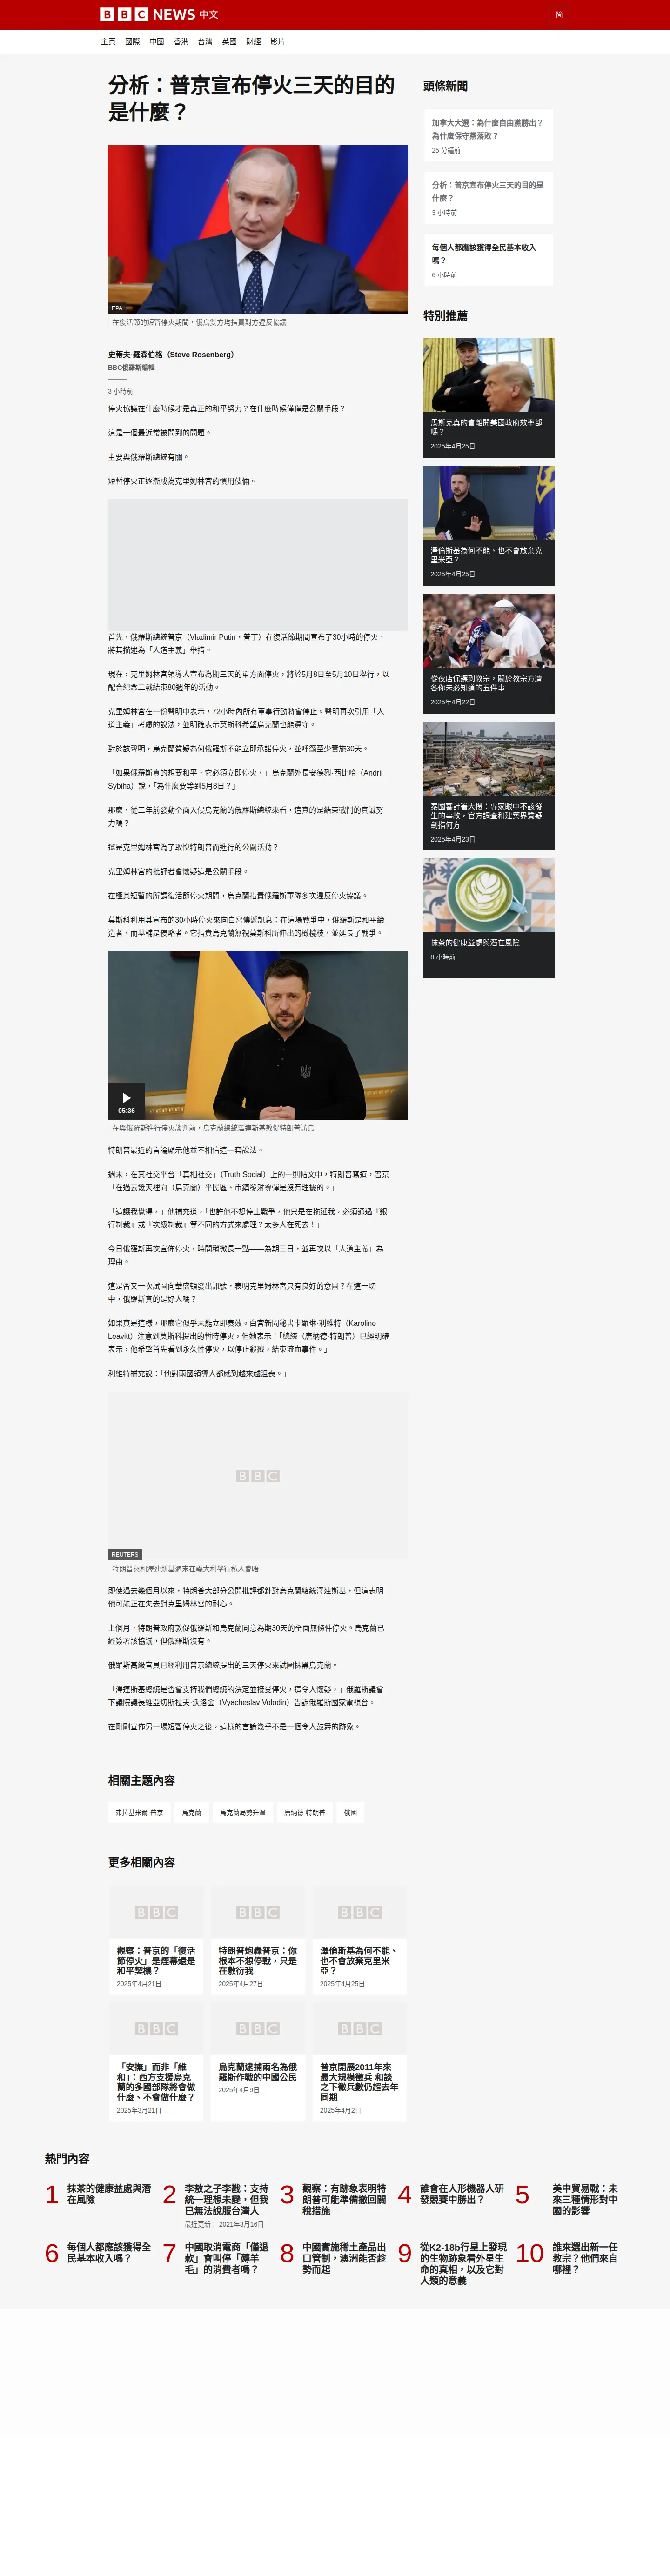 BBC NEWS 中文
简
主頁 國際 中國 香港 台灣 英國 財經 影片
分析：普京宣布停火三天的目的
是什麼？
EPA
在復活節的短暫停火期間，俄烏雙方均指責對方違反協議
史蒂夫·羅森伯格（Steve Rosenberg）
BBC俄羅斯編輯
3 小時前
停火協議在什麼時候才是真正的和平努力？在什麼時候僅僅是公關手段？
這是一個最近常被問到的問題。
主要與俄羅斯總統有關。
短暫停火正逐漸成為克里姆林宮的慣用伎倆。
首先，俄羅斯總統普京（Vladimir Putin，普丁）在復活節期間宣布了30小時的停火，
將其描述為「人道主義」舉措。
現在，克里姆林宮領導人宣布為期三天的單方面停火，將於5月8日至5月10日舉行，以
配合紀念二戰結束80週年的活動。
克里姆林宮在一份聲明中表示，72小時內所有軍事行動將會停止。聲明再次引用「人
道主義」考慮的說法，並明確表示莫斯科希望烏克蘭也能遵守。
對於該聲明，烏克蘭質疑為何俄羅斯不能立即承諾停火，並呼籲至少實施30天。
「如果俄羅斯真的想要和平，它必須立即停火，」烏克蘭外長安德烈·西比哈（Andrii
Sybiha）說，「為什麼要等到5月8日？」
那麼，從三年前發動全面入侵烏克蘭的俄羅斯總統來看，這真的是結束戰鬥的真誠努
力嗎？
還是克里姆林宮為了取悅特朗普而進行的公關活動？
克里姆林宮的批評者會懷疑這是公關手段。
在極其短暫的所謂復活節停火期間，烏克蘭指責俄羅斯軍隊多次違反停火協議。
莫斯科利用其宣布的30小時停火來向白宮傳遞訊息：在這場戰爭中，俄羅斯是和平締
造者，而基輔是侵略者。它指責烏克蘭無視莫斯科所伸出的橄欖枝，並延長了戰爭。
05:36
在與俄羅斯進行停火談判前，烏克蘭總統澤連斯基敦促特朗普訪烏
特朗普最近的言論顯示他並不相信這一套說法。
週末，在其社交平台「真相社交」（Truth Social）上的一則帖文中，特朗普寫道，普京
「在過去幾天裡向（烏克蘭）平民區、市鎮發射導彈是沒有理據的。」
「這讓我覺得，」他補充道，「也許他不想停止戰爭，他只是在拖延我，必須通過『銀
行制裁』或『次級制裁』等不同的方式來處理？太多人在死去！」
今日俄羅斯再次宣佈停火，時間稍微長一點——為期三日，並再次以「人道主義」為
理由。
這是否又一次試圖向華盛頓發出訊號，表明克里姆林宮只有良好的意圖？在這一切
中，俄羅斯真的是好人嗎？
如果真是這樣，那麼它似乎未能立即奏效。白宮新聞秘書卡羅琳·利維特（Karoline
Leavitt）注意到莫斯科提出的暫時停火，但她表示：「總統（唐納德·特朗普）已經明確
表示，他希望首先看到永久性停火，以停止殺戮，結束流血事件。」
利維特補充說：「他對兩國領導人都感到越來越沮喪。」
BBC
REUTERS
特朗普與和澤連斯基週末在義大利舉行私人會晤
即使過去幾個月以來，特朗普大部分公開批評都針對烏克蘭總統澤連斯基，但這表明
他可能正在失去對克里姆林宮的耐心。
上個月，特朗普政府敦促俄羅斯和烏克蘭同意為期30天的全面無條件停火。烏克蘭已
經簽署該協議，但俄羅斯沒有。
俄羅斯高級官員已經利用普京總統提出的三天停火來試圖抹黑烏克蘭。
「澤連斯基總統是否會支持我們總統的決定並接受停火，這令人懷疑，」俄羅斯議會
下議院議長維亞切斯拉夫·沃洛金（Vyacheslav Volodin）告訴俄羅斯國家電視台。
在剛剛宣佈另一場短暫停火之後，這樣的言論幾乎不是一個令人鼓舞的跡象。
相關主題內容
弗拉基米爾·普京
烏克蘭
烏克蘭局勢升溫
唐納德·特朗普
俄國
更多相關內容
BBC
觀察：普京的「復活
節停火」是煙幕還是
和平契機？
2025年4月21日
BBC
特朗普炮轟普京：你
根本不想停戰，只是
在敷衍我
2025年4月27日
BBC
澤倫斯基為何不能、
也不會放棄克里米
亞？
2025年4月25日
BBC
「安撫」而非「維
和」：西方支援烏克
蘭的多國部隊將會做
什麼、不會做什麼？
2025年3月21日
BBC
烏克蘭逮捕兩名為俄
羅斯作戰的中國公民
2025年4月9日
BBC
普京開展2011年來
最大規模徵兵 和談
之下徵兵數仍超去年
同期
2025年4月2日
頭條新聞
加拿大大選：為什麼自由黨勝出？
為什麼保守黨落敗？
25 分鐘前
分析：普京宣布停火三天的目的是
什麼？
3 小時前
每個人都應該獲得全民基本收入
嗎？
6 小時前
特別推薦
馬斯克真的會離開美國政府效率部
嗎？
2025年4月25日
澤倫斯基為何不能、也不會放棄克
里米亞？
2025年4月25日
從夜店保鏢到教宗，關於教宗方濟
各你未必知道的五件事
2025年4月22日
泰國審計署大樓：專家眼中不該發
生的事故，官方調查和建築界質疑
劍指何方
2025年4月23日
抹茶的健康益處與潛在風險
8 小時前
熱門內容
1 抹茶的健康益處與潛
在風險
2 李敖之子李戡：支持
統一理想未變，但我
已無法說服台灣人
最近更新： 2021年3月16日
3 觀察：有跡象表明特
朗普可能準備撤回關
稅措施
4 誰會在人形機器人研
發競賽中勝出？
5 美中貿易戰：未
來三種情形對中
國的影響
6 每個人都應該獲得全
民基本收入嗎？
7 中國取消電商「僅退
款」會叫停「薅羊
毛」的消費者嗎？
8 中國實施稀土產品出
口管制，澳洲能否趁
勢而起
9 從K2-18b行星上發現
的生物跡象看外星生
命的真相，以及它對
人類的意義
10 誰來選出新一任
教宗？他們來自
哪裡？